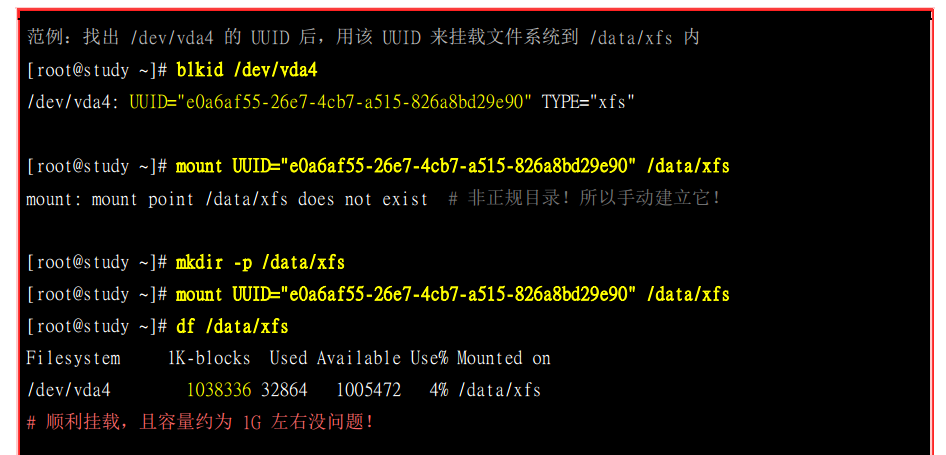 范例：找出 /dev/vda4 的 UUID 后，用该 UUID 来挂载文件系统到 /data/xfs 内
[root@study ~]# blkid /dev/vda4
/dev/vda4: UUID="e0a6af55-26e7-4cb7-a515-826a8bd29e90" TYPE="xfs"
[root@study ~]# mount UUID="e0a6af55-26e7-4cb7-a515-826a8bd29e90" /data/xfs
mount: mount point /data/xfs does not exist  # 非正规目录！所以手动建立它！
[root@study ~]# mkdir -p /data/xfs
[root@study ~]# mount UUID="e0a6af55-26e7-4cb7-a515-826a8bd29e90" /data/xfs
[root@study ~]# df /data/xfs
Filesystem     1K-blocks  Used Available Use% Mounted on
/dev/vda4        1038336 32864   1005472   4% /data/xfs
# 顺利挂载，且容量约为 1G 左右没问题！